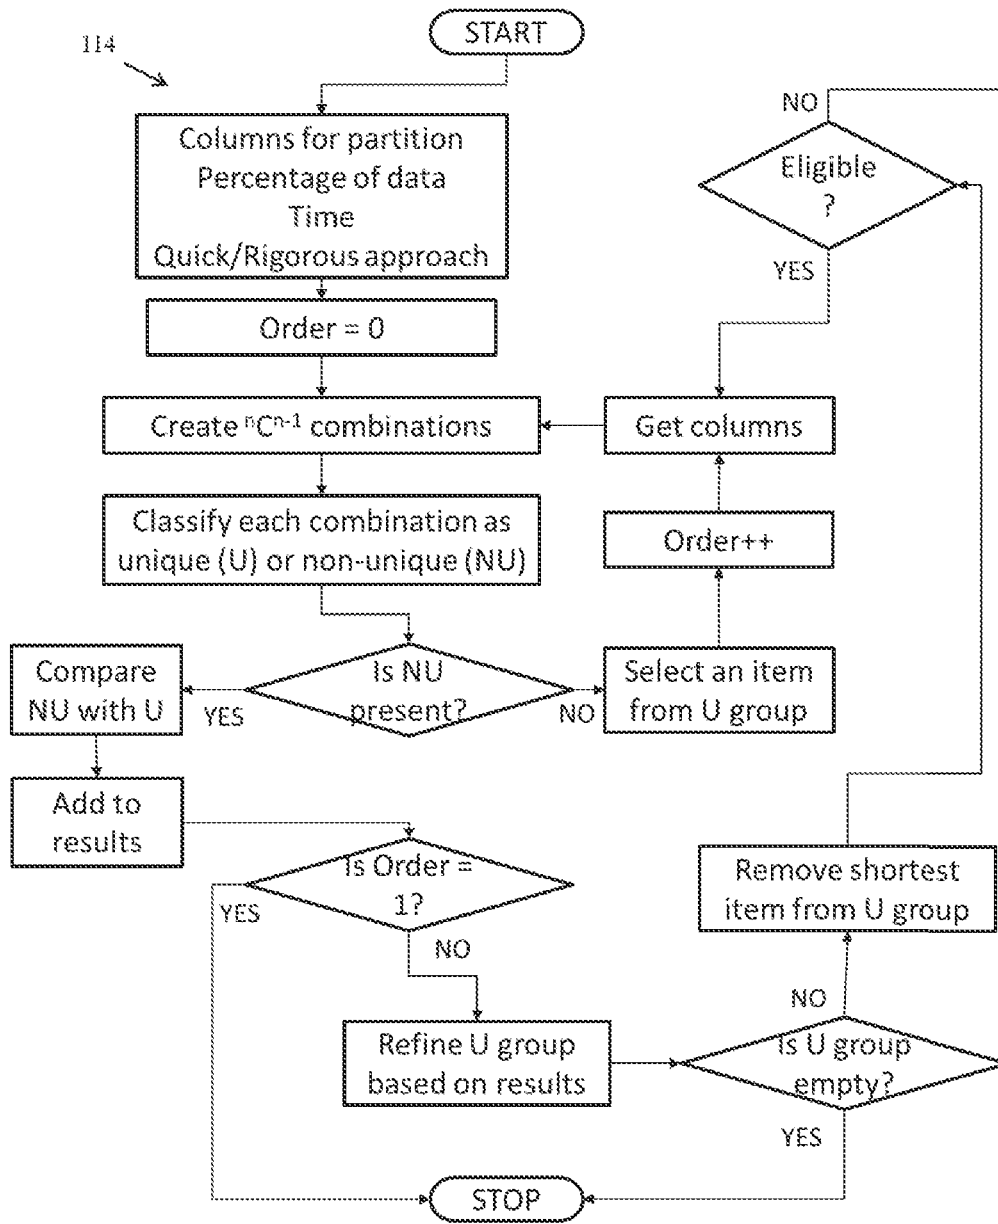 START
114
Columns for partition
Percentage of data
Time
Quick/Rigorous approach
Order = 0
Create ⁿCⁿ⁻¹ combinations
Classify each combination as
unique (U) or non-unique (NU)
Is NU
present?
YES
NO
Compare
NU with U
Add to
results
Select an item
from U group
Order++
Get columns
Eligible
?
NO
YES
Is Order =
1?
YES
NO
Refine U group
based on results
Is U group
empty?
NO
YES
Remove shortest
item from U group
STOP